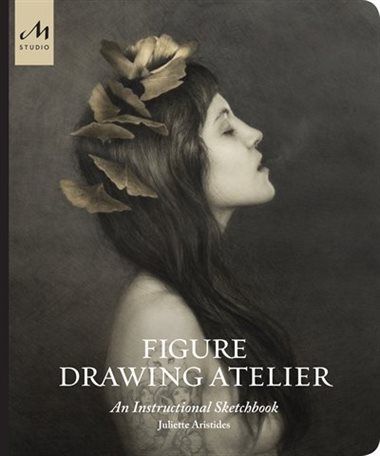 M
STUDIO
FIGURE
DRAWING ATELIER
An Instructional Sketchbook
Juliette Aristides